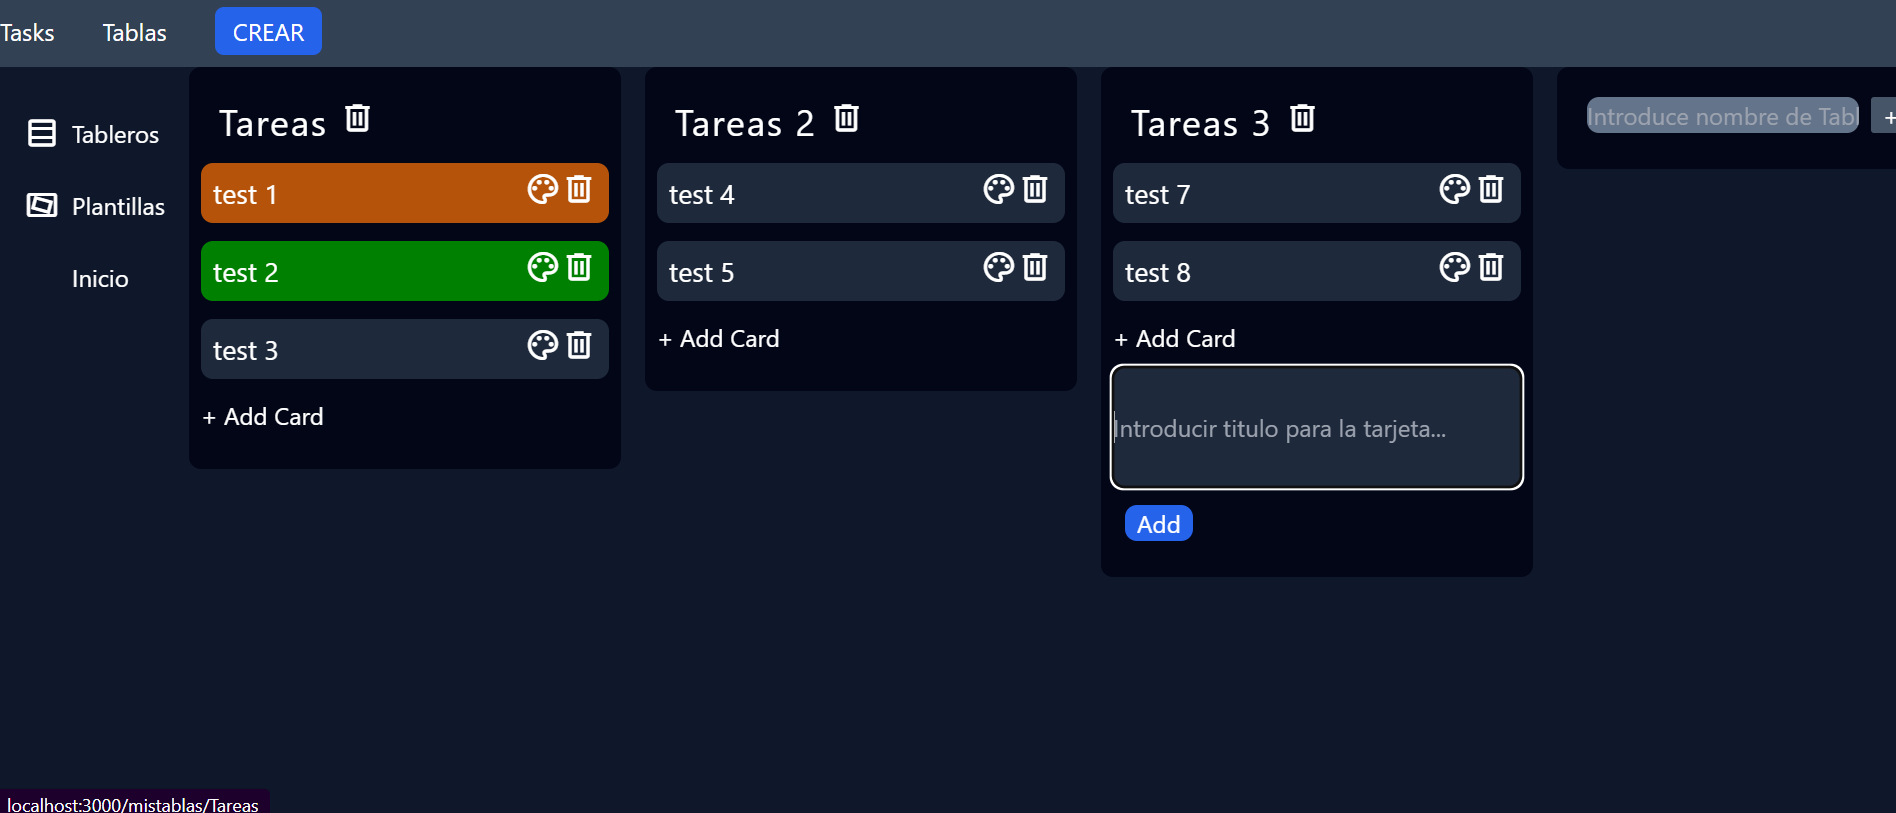 Tasks
Tablas
CREAR
Tableros
Plantillas
Inicio
Tareas
test 1
test 2
test 3
+ Add Card
Tareas 2
test 4
test 5
+ Add Card
Tareas 3
test 7
test 8
+ Add Card
Introducir titulo para la tarjeta...
Add
Introduce nombre de Tabl
+
localhost:3000/mistablas/Tareas